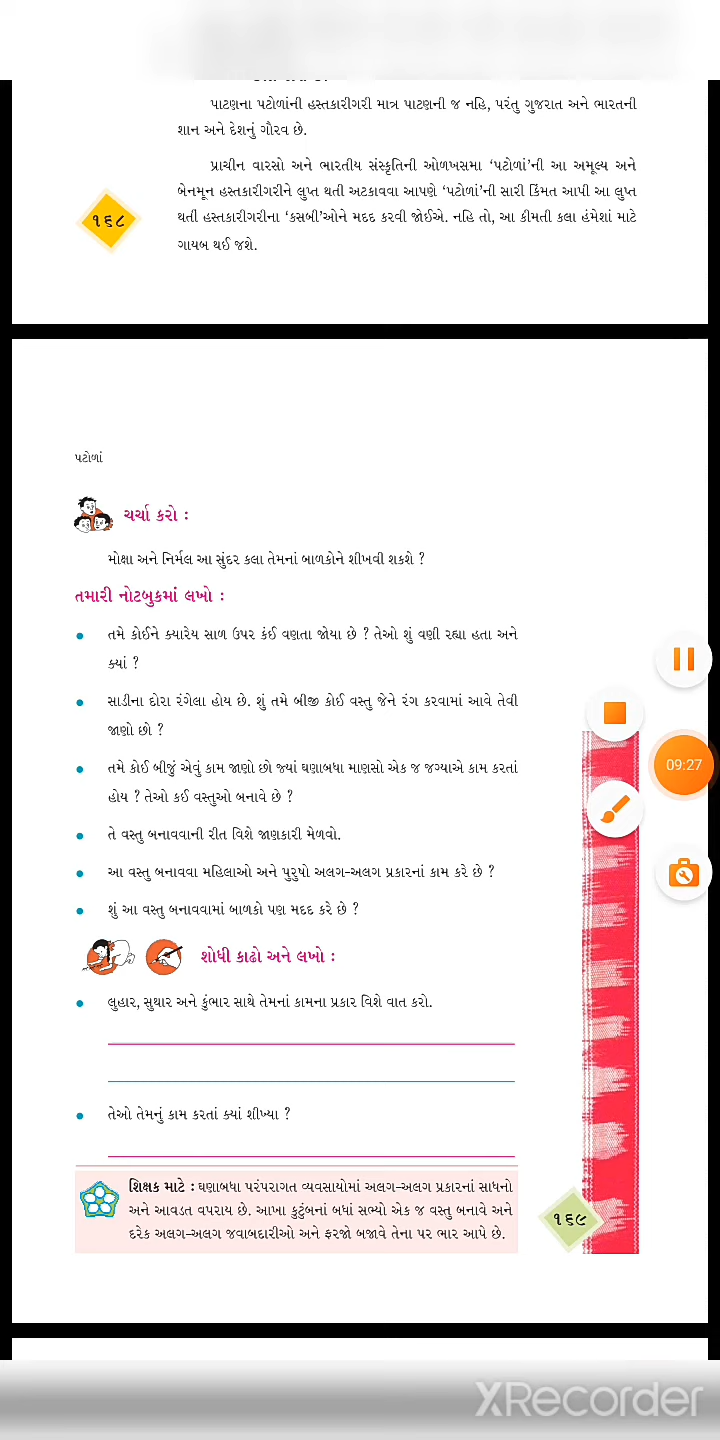 પાટણના પટોળાંની હસ્તકારીગરી માત્ર પાટણની જ નહિ, પરંતુ ગુજરાત અને ભારતની
શાન અને દેશનું ગૌરવ છે.
પ્રાચીન વારસો અને ભારતીય સંસ્કૃતિની ઓળખસમા ‘પટોળાં’ની આ અમૂલ્ય અને
બેનમૂન હસ્તકારીગરીને લુપ્ત થતી અટકાવવા આપણે ‘પટોળાં’ની સારી કિંમત આપી આ લુપ્ત
થતી હસ્તકારીગરીના ‘કસબી’ઓને મદદ કરવી જોઈએ. નહિ તો, આ કીમતી કલા હંમેશાં માટે
ગાયબ થઈ જશે.
૧૬૮
પટોળાં
ચર્ચા કરો :
મોક્ષા અને નિર્મલ આ સુંદર કલા તેમનાં બાળકોને શીખવી શકશે ?
તમારી નોટબુકમાં લખો :
• તમે કોઈને ક્યારેય સાળ ઉપર કંઈ વણતા જોયા છે ? તેઓ શું વણી રહ્યા હતા અને
ક્યાં ?
• સાડીના દોરા રંગેલા હોય છે. શું તમે બીજી કોઈ વસ્તુ જેને રંગ કરવામાં આવે તેવી
જાણો છો ?
• તમે કોઈ બીજું એવું કામ જાણો છો જ્યાં ઘણાબધા માણસો એક જ જગ્યાએ કામ કરતાં
હોય ? તેઓ કઈ વસ્તુઓ બનાવે છે ?
• તે વસ્તુ બનાવવાની રીત વિશે જાણકારી મેળવો.
• આ વસ્તુ બનાવવા મહિલાઓ અને પુરુષો અલગ-અલગ પ્રકારનાં કામ કરે છે ?
• શું આ વસ્તુ બનાવવામાં બાળકો પણ મદદ કરે છે ?
શોધી કાઢો અને લખો :
• લુહાર, સુથાર અને કુંભાર સાથે તેમનાં કામના પ્રકાર વિશે વાત કરો.
• તેઓ તેમનું કામ કરતાં ક્યાં શીખ્યા ?
શિક્ષક માટે : ઘણાબધા પરંપરાગત વ્યવસાયોમાં અલગ-અલગ પ્રકારનાં સાધનો
અને આવડત વપરાય છે. આખા કુટુંબનાં બધાં સભ્યો એક જ વસ્તુ બનાવે અને
દરેક અલગ-અલગ જવાબદારીઓ અને ફરજો બજાવે તેના પર ભાર આપે છે.
૧૬૯
09:27
XRecorder